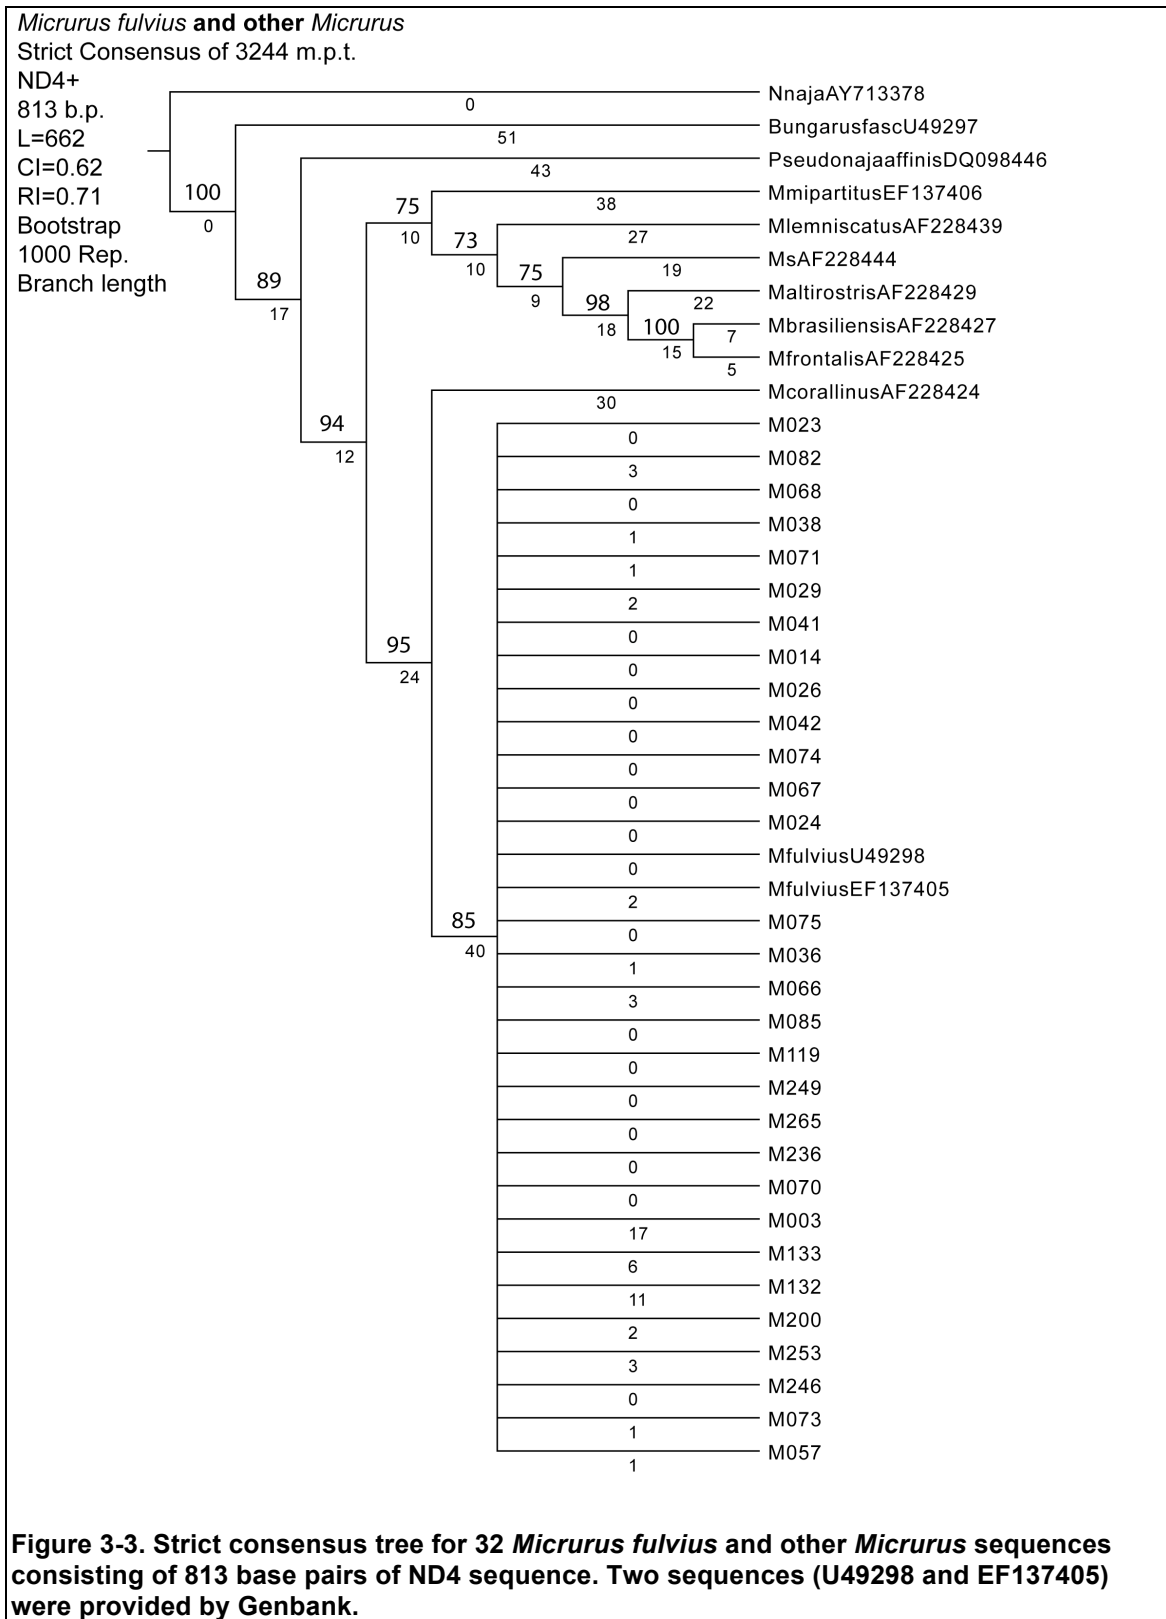 Micrurus fulvius and other Micrurus
Strict Consensus of 3244 m.p.t.
ND4+
813 b.p.
L=662
CI=0.62
RI=0.71
Bootstrap
1000 Rep.
Branch length
NnajaAY713378
0
BungarusfascU49297
51
PseudonajaaffinisDQ098446
43
100
0
MmipartitusEF137406
38
75
10
MlemniscatusAF228439
27
73
10
MsAF228444
19
75
9
89
17
MaltirostrisAF228429
22
98
18
MbrasiliensisAF228427
7
100
15
MfrontalisAF228425
5
McorallinusAF228424
30
94
12
M023
0
M082
3
M068
0
M038
1
M071
1
M029
2
M041
0
95
24
M014
0
M026
0
M042
0
M074
0
M067
0
M024
0
MfulviusU49298
0
MfulviusEF137405
2
85
40
M075
0
M036
1
M066
3
M085
0
M119
0
M249
0
M265
0
M236
0
M070
0
M003
17
M133
6
M132
11
M200
2
M253
3
M246
0
M073
1
M057
1
Figure 3-3. Strict consensus tree for 32 Micrurus fulvius and other Micrurus sequences
consisting of 813 base pairs of ND4 sequence. Two sequences (U49298 and EF137405)
were provided by Genbank.